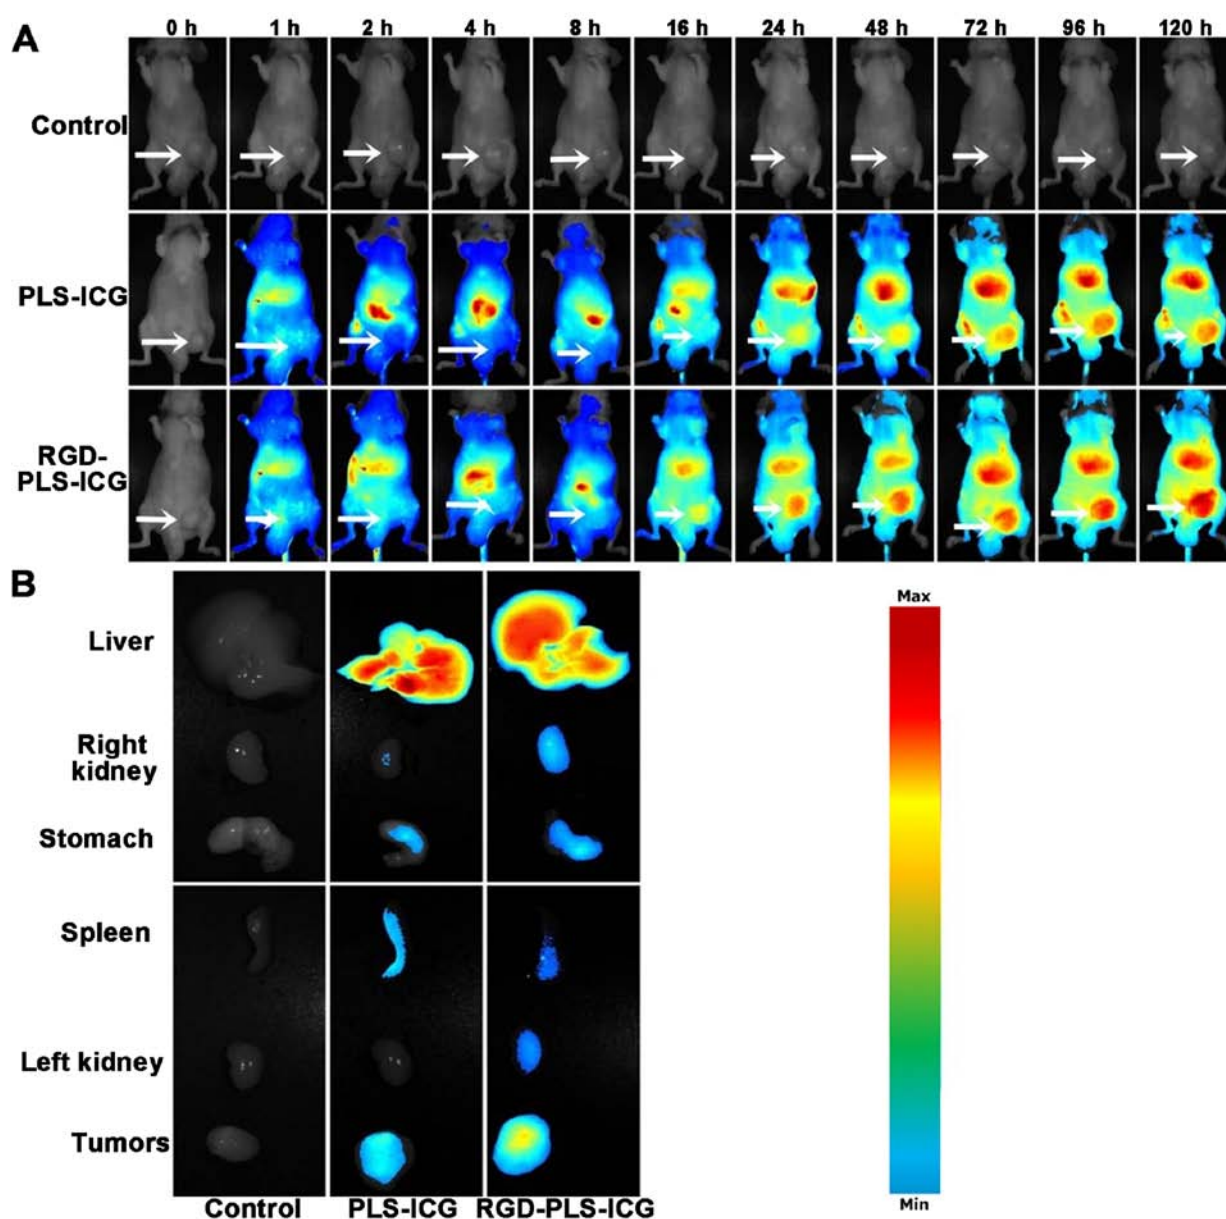 A
0 h 1 h 2 h 4 h 8 h 16 h 24 h 48 h 72 h 96 h 120 h
Control
PLS-ICG
RGD-
PLS-ICG
B
Liver
Right
kidney
Stomach
Spleen
Left kidney
Tumors
Control PLS-ICG RGD-PLS-ICG
Max
Min